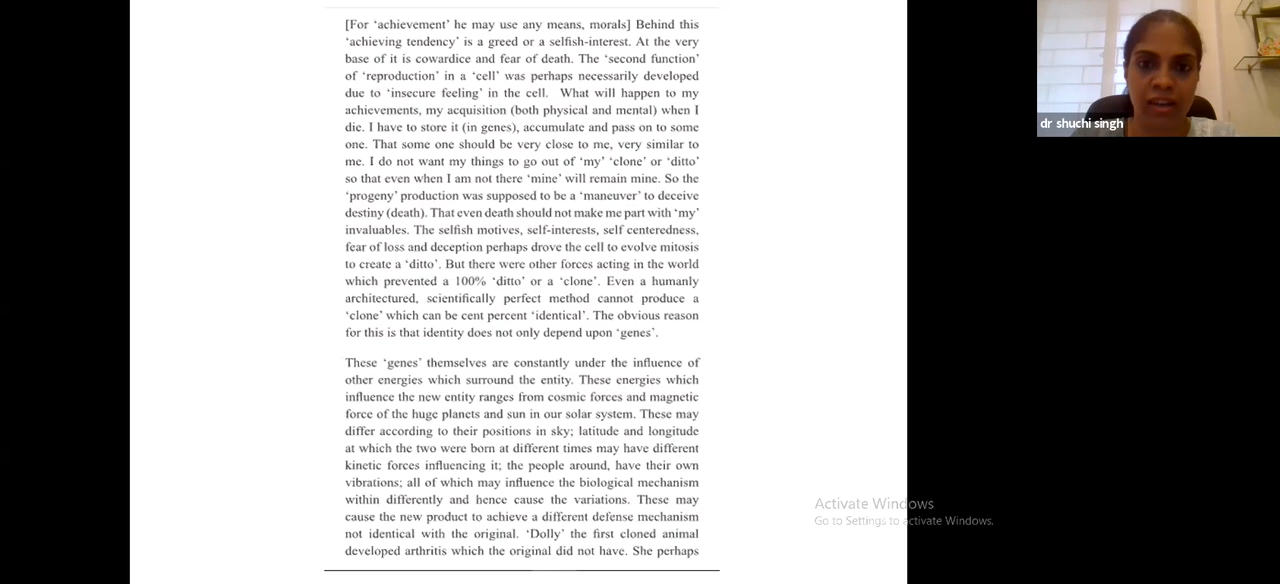 [For ‘achievement’ he may use any means, morals] Behind this
‘achieving tendency’ is a greed or a selfish-interest. At the very
base of it is cowardice and fear of death. The ‘second function’
of ‘reproduction’ in a ‘cell’ was perhaps necessarily developed
due to ‘insecure feeling’ in the cell.  What will happen to my
achievements, my acquisition (both physical and mental) when I
die. I have to store it (in genes), accumulate and pass on to some
one. That some one should be very close to me, very similar to
me. I do not want my things to go out of ‘my’ ‘clone’ or ‘ditto’
so that even when I am not there ‘mine’ will remain mine. So the
‘progeny’ production was supposed to be a ‘maneuver’ to deceive
destiny (death). That even death should not make me part with ‘my’
invaluables. The selfish motives, self-interests, self centeredness,
fear of loss and deception perhaps drove the cell to evolve mitosis
to create a ‘ditto’. But there were other forces acting in the world
which prevented a 100% ‘ditto’ or a ‘clone’. Even a humanly
architectured, scientifically perfect method cannot produce a
‘clone’ which can be cent percent ‘identical’. The obvious reason
for this is that identity does not only depend upon ‘genes’.
These ‘genes’ themselves are constantly under the influence of
other energies which surround the entity. These energies which
influence the new entity ranges from cosmic forces and magnetic
force of the huge planets and sun in our solar system. These may
differ according to their positions in sky; latitude and longitude
at which the two were born at different times may have different
kinetic forces influencing it; the people around, have their own
vibrations; all of which may influence the biological mechanism
within differently and hence cause the variations. These may
cause the new product to achieve a different defense mechanism
not identical with the original. ‘Dolly’ the first cloned animal
developed arthritis which the original did not have. She perhaps
dr shuchi singh
Activate Windows
Go to Settings to activate Windows.